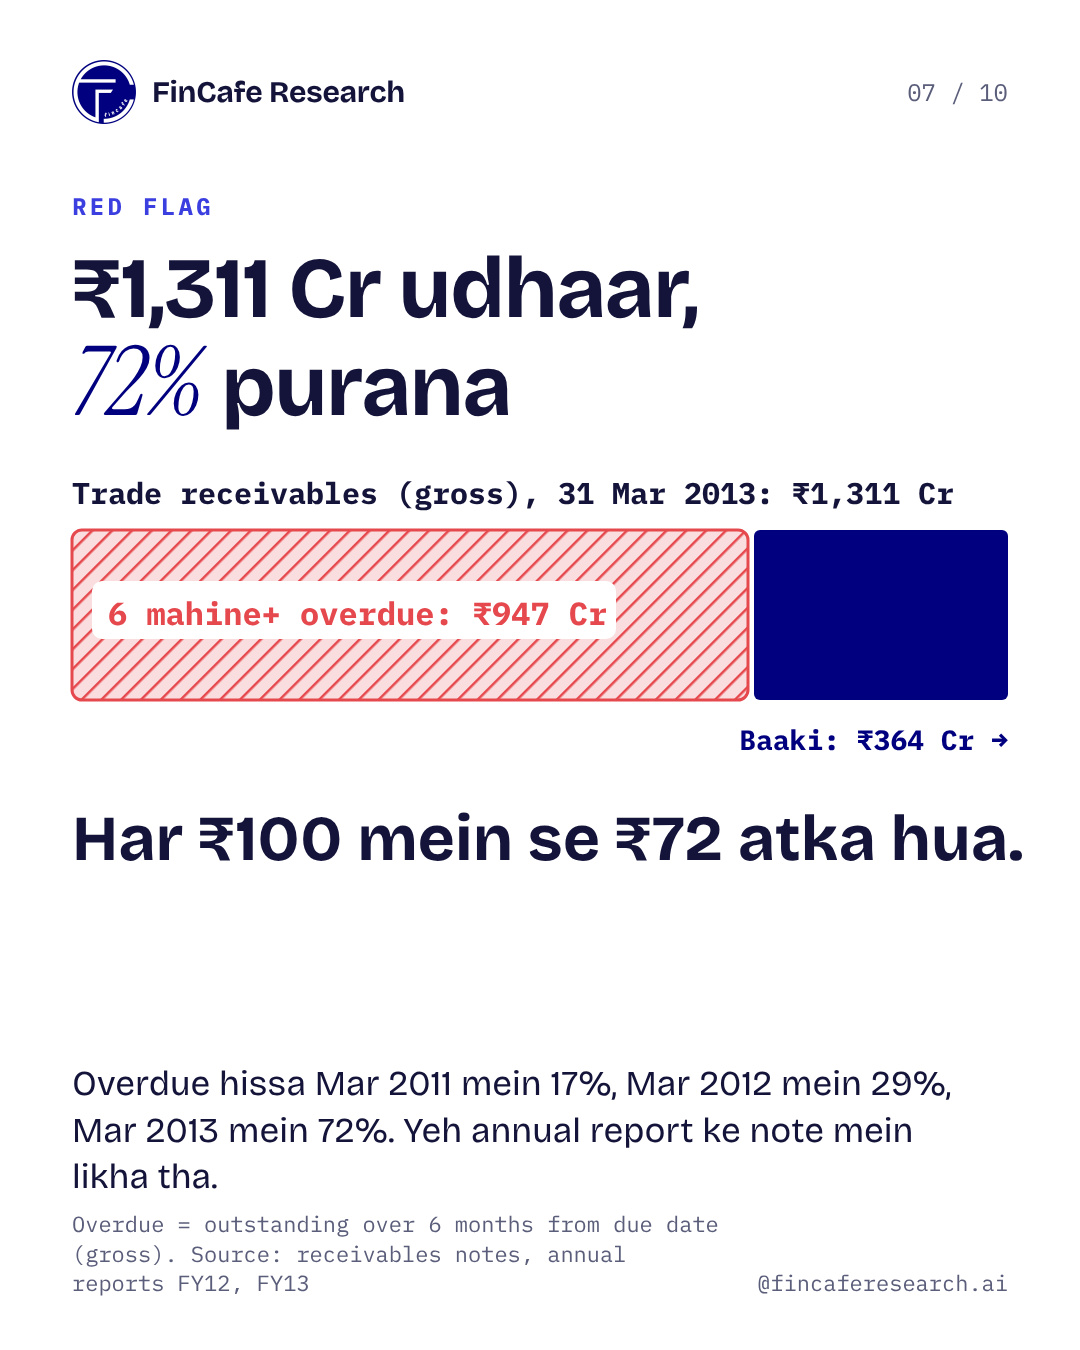 fincafe
FinCafe Research
07 / 10
RED FLAG
₹1,311 Cr udhaar,
72% purana
Trade receivables (gross), 31 Mar 2013: ₹1,311 Cr
6 mahine+ overdue: ₹947 Cr
Baaki: ₹364 Cr →
Har ₹100 mein se ₹72 atka hua.
Overdue hissa Mar 2011 mein 17%, Mar 2012 mein 29%,
Mar 2013 mein 72%. Yeh annual report ke note mein
likha tha.
Overdue = outstanding over 6 months from due date
(gross). Source: receivables notes, annual
reports FY12, FY13
@fincaferesearch.ai